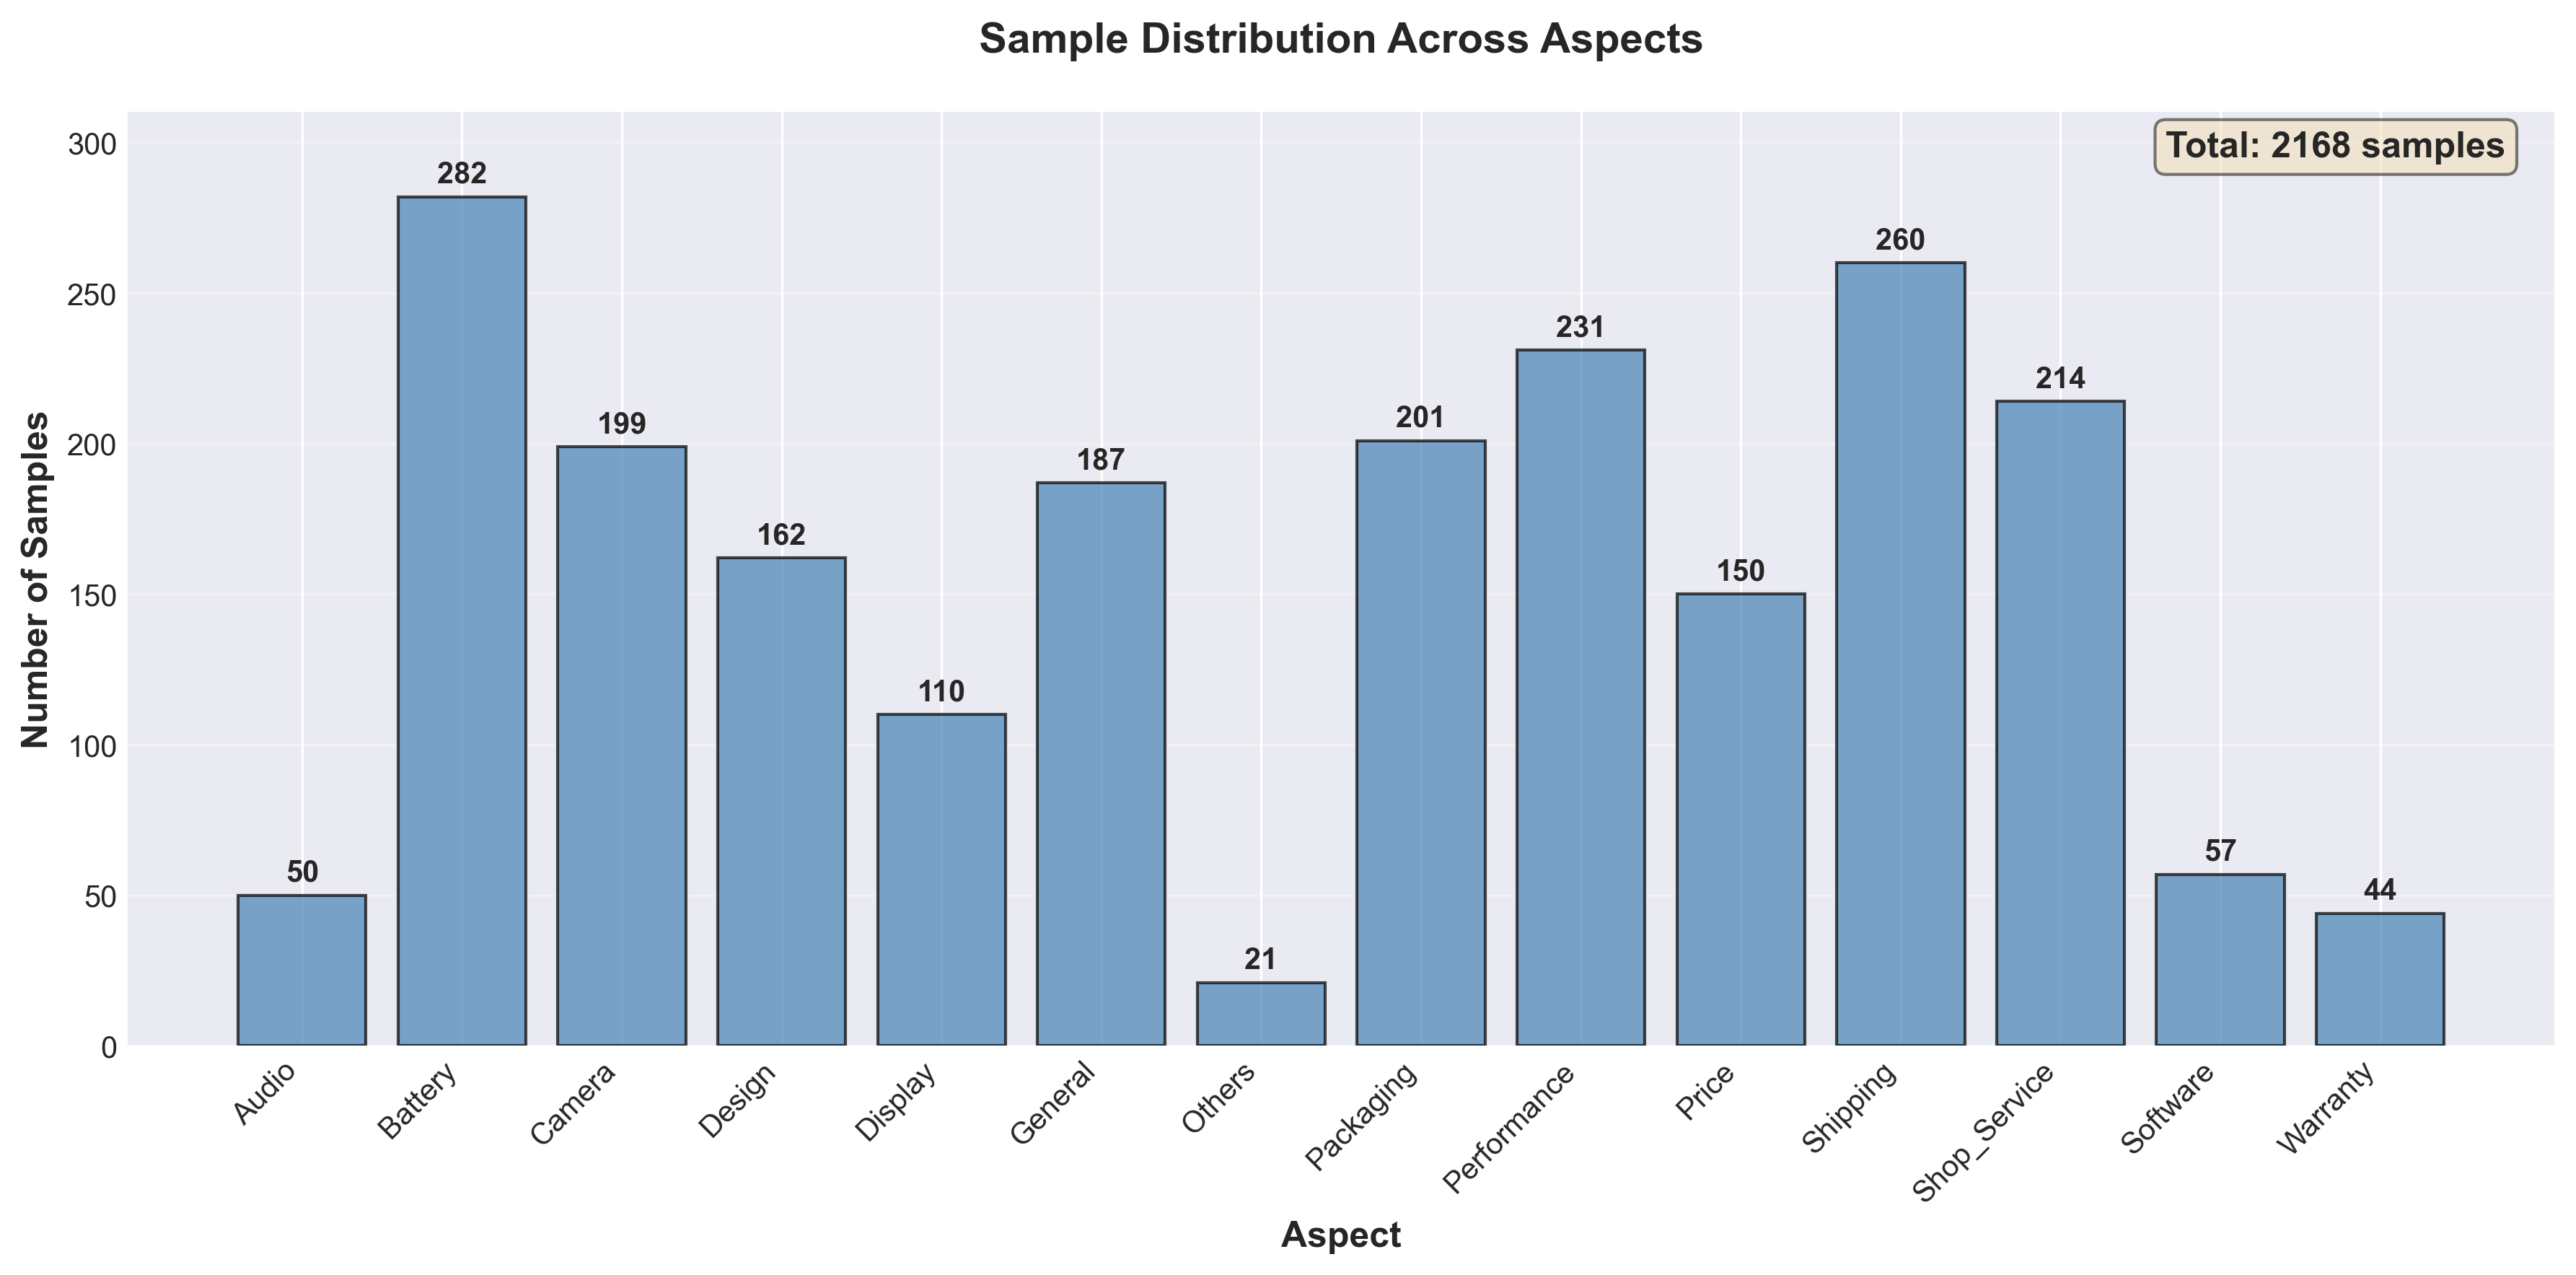 Sample Distribution Across Aspects
Total: 2168 samples
Number of Samples
300
250
200
150
100
50
0
50
282
199
162
110
187
21
201
231
150
260
214
57
44
Audio
Battery
Camera
Design
Display
General
Others
Packaging
Performance
Price
Shipping
Shop_Service
Software
Warranty
Aspect